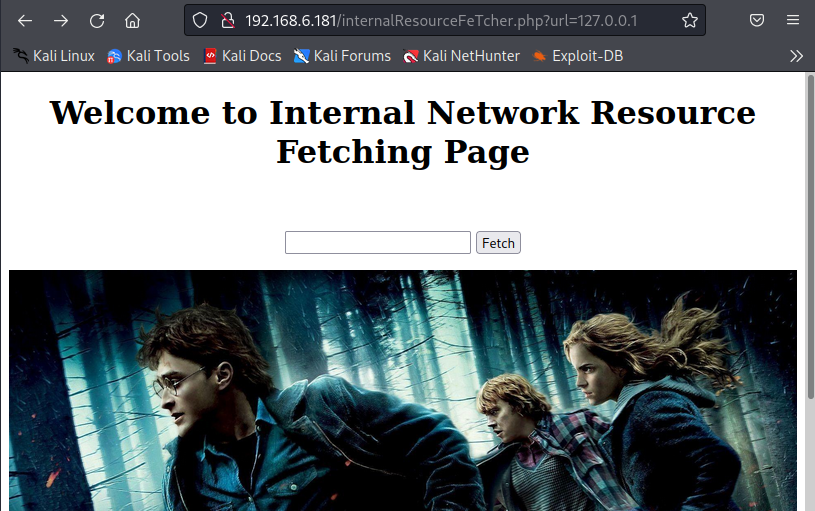 192.168.6.181/internalResourceFeTcher.php?url=127.0.0.1
Kali Linux Kali Tools Kali Docs Kali Forums Kali NetHunter Exploit-DB
Welcome to Internal Network Resource
Fetching Page
Fetch